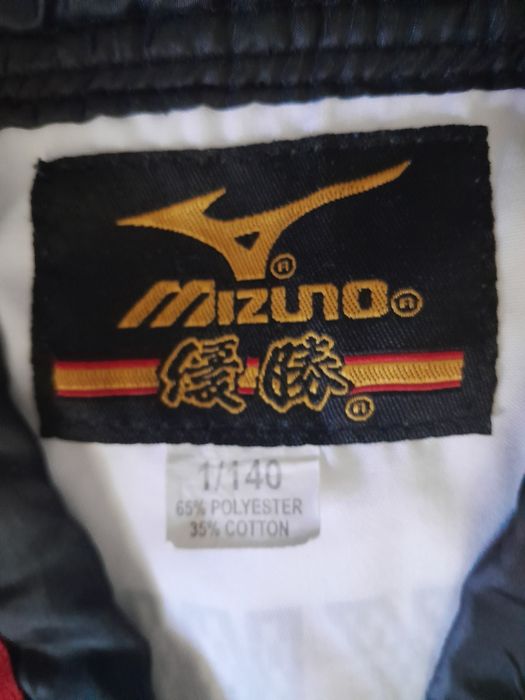 ®
MIZUNO®
優勝®
1/140
65% POLYESTER
35% COTTON